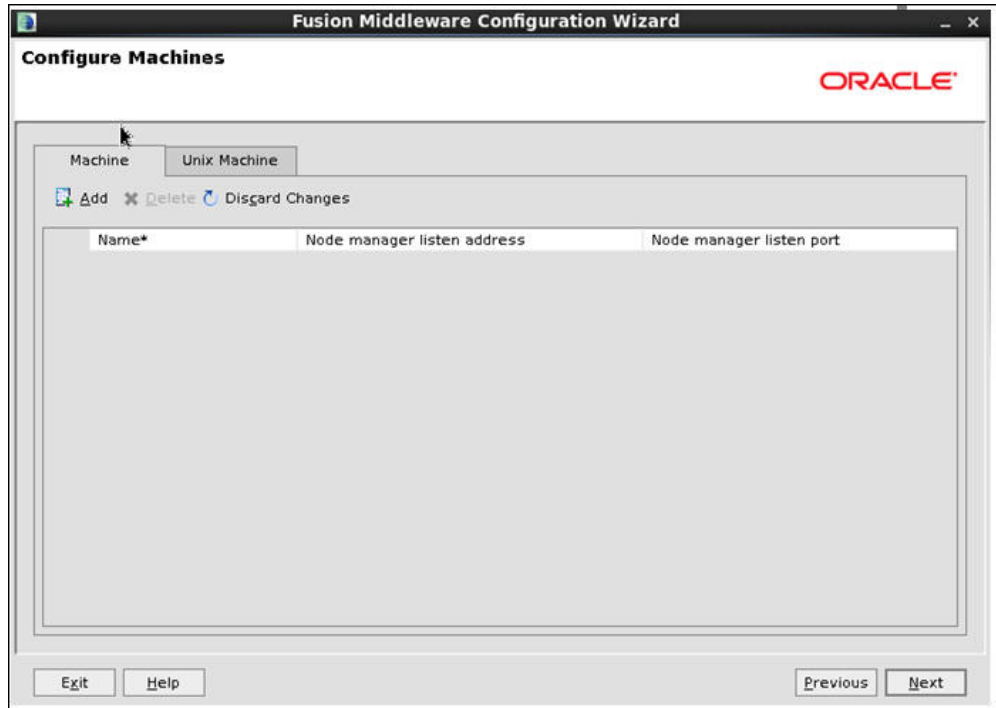 Fusion Middleware Configuration Wizard
Configure Machines
ORACLE
Machine Unix Machine
Add Delete Discard Changes
Name* Node manager listen address Node manager listen port
Exit Help Previous Next